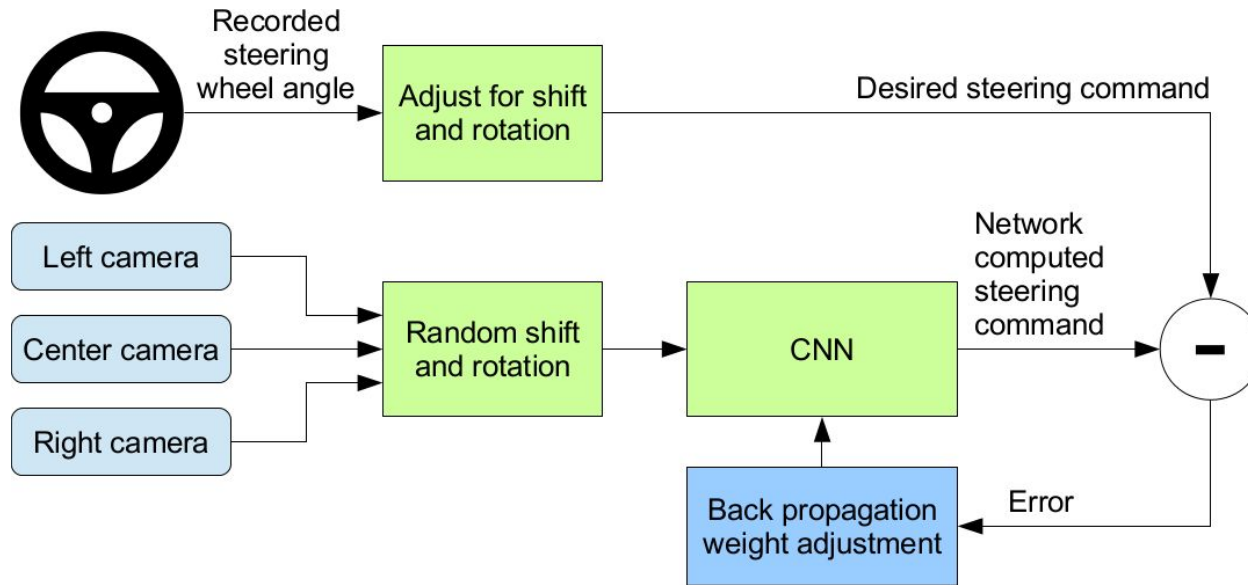 Recorded
steering
wheel angle
Adjust for shift
and rotation
Desired steering command
Left camera
Center camera
Right camera
Random shift
and rotation
CNN
Network
computed
steering
command
-
Back propagation
weight adjustment
Error